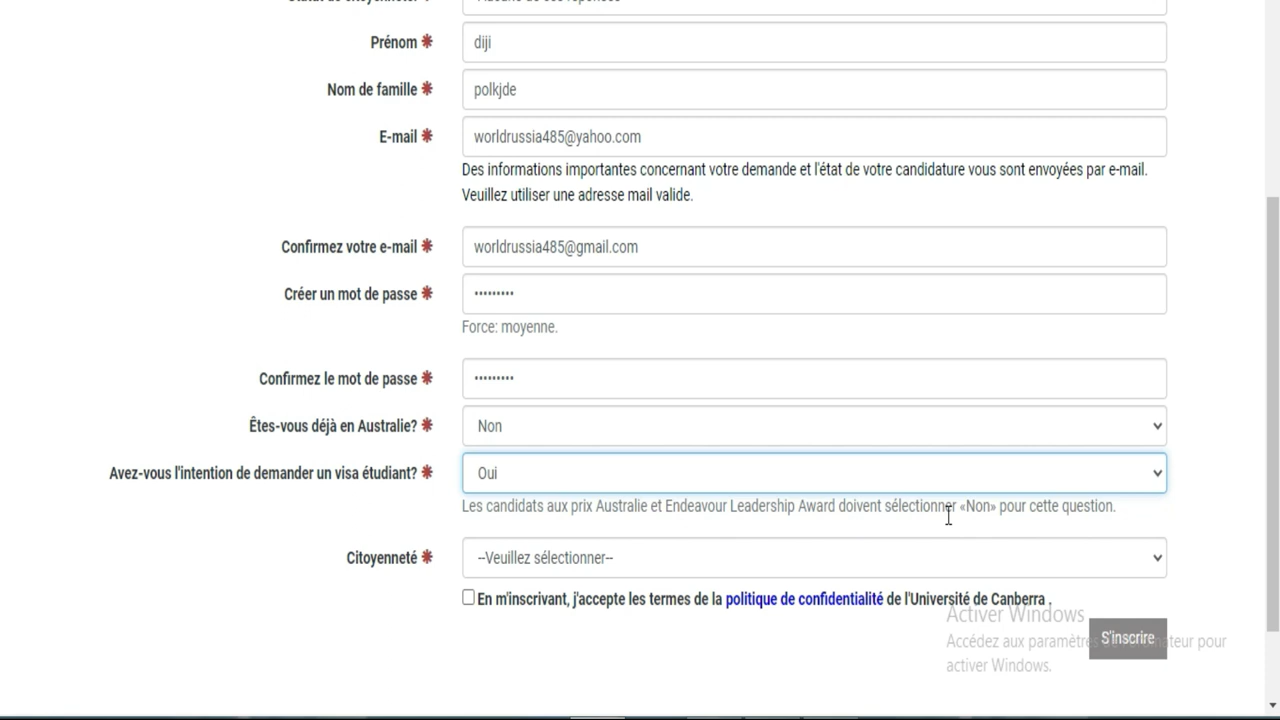 Prénom *
diji
Nom de famille *
polkjde
E-mail *
worldrussia485@yahoo.com
Des informations importantes concernant votre demande et l'état de votre candidature vous sont envoyées par e-mail.
Veuillez utiliser une adresse mail valide.
Confirmez votre e-mail *
worldrussia485@gmail.com
Créer un mot de passe *
•••••••••
Force: moyenne.
Confirmez le mot de passe *
•••••••••
Êtes-vous déjà en Australie? *
Non
Avez-vous l'intention de demander un visa étudiant? *
Oui
Les candidats aux prix Australie et Endeavour Leadership Award doivent sélectionner «Non» pour cette question.
Citoyenneté *
--Veuillez sélectionner--
En m'inscrivant, j'accepte les termes de la politique de confidentialité de l'Université de Canberra .
Activer Windows
S'inscrire
Accédez aux paramètres teur pour
activer Windows.